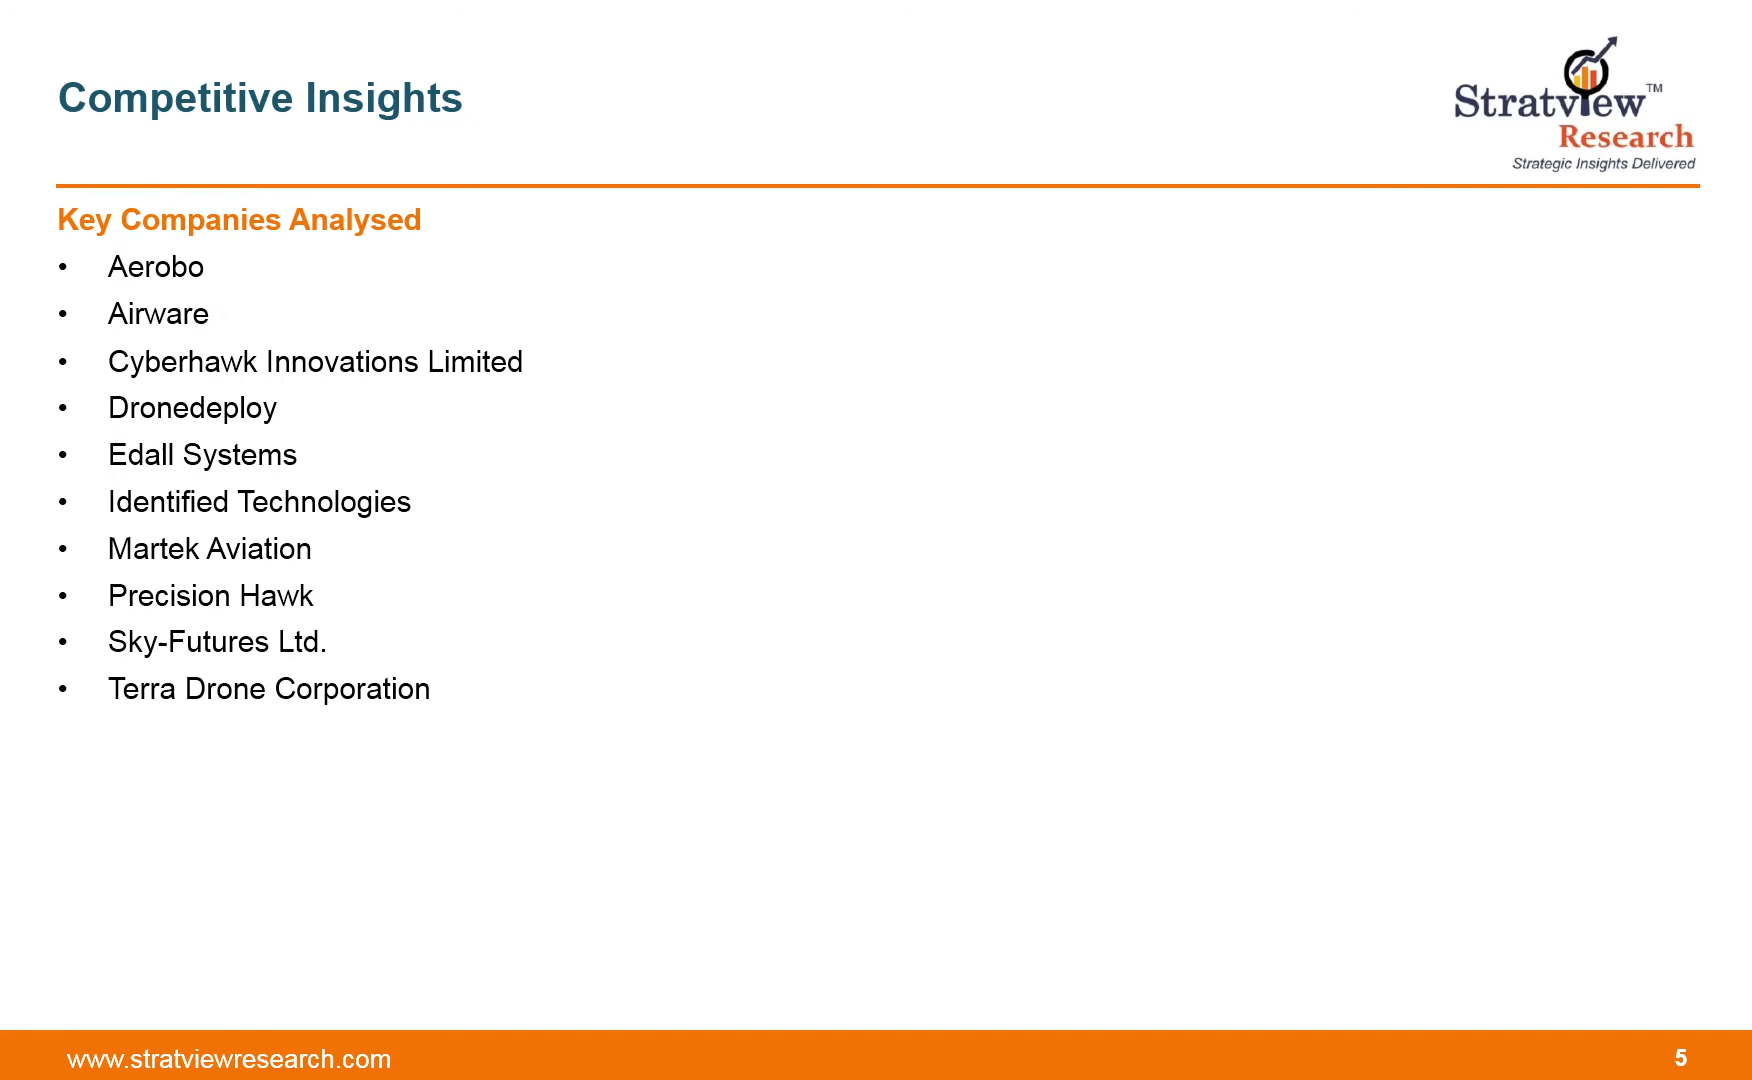 Competitive Insights
Stratview™
Research
Strategic Insights Delivered
Key Companies Analysed
• Aerobo
• Airware
• Cyberhawk Innovations Limited
• Dronedeploy
• Edall Systems
• Identified Technologies
• Martek Aviation
• Precision Hawk
• Sky-Futures Ltd.
• Terra Drone Corporation
www.stratviewresearch.com
5